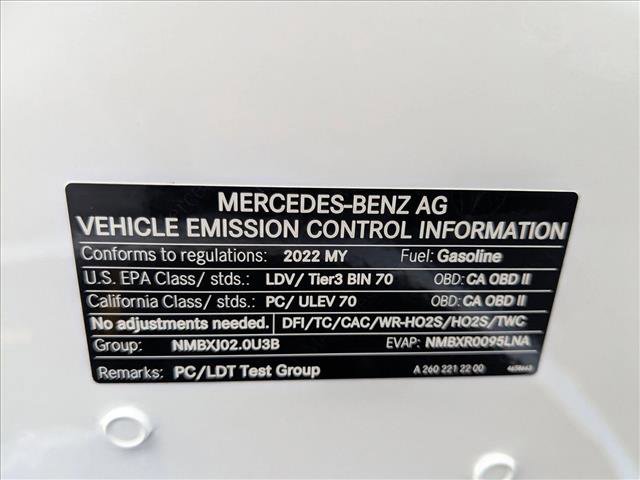 MERCEDES-BENZ AG
VEHICLE EMISSION CONTROL INFORMATION
Conforms to regulations: 2022 MY Fuel: Gasoline
U.S. EPA Class/ stds.: LDV/ Tier3 BIN 70 OBD: CA OBD II
California Class/ stds.: PC/ ULEV 70 OBD: CA OBD II
No adjustments needed. DFI/TC/CAC/WR-HO2S/HO2S/TWC
Group: NMBXJ02.0U3B EVAP: NMBXR0095LNA
Remarks: PC/LDT Test Group A 260 221 22 00